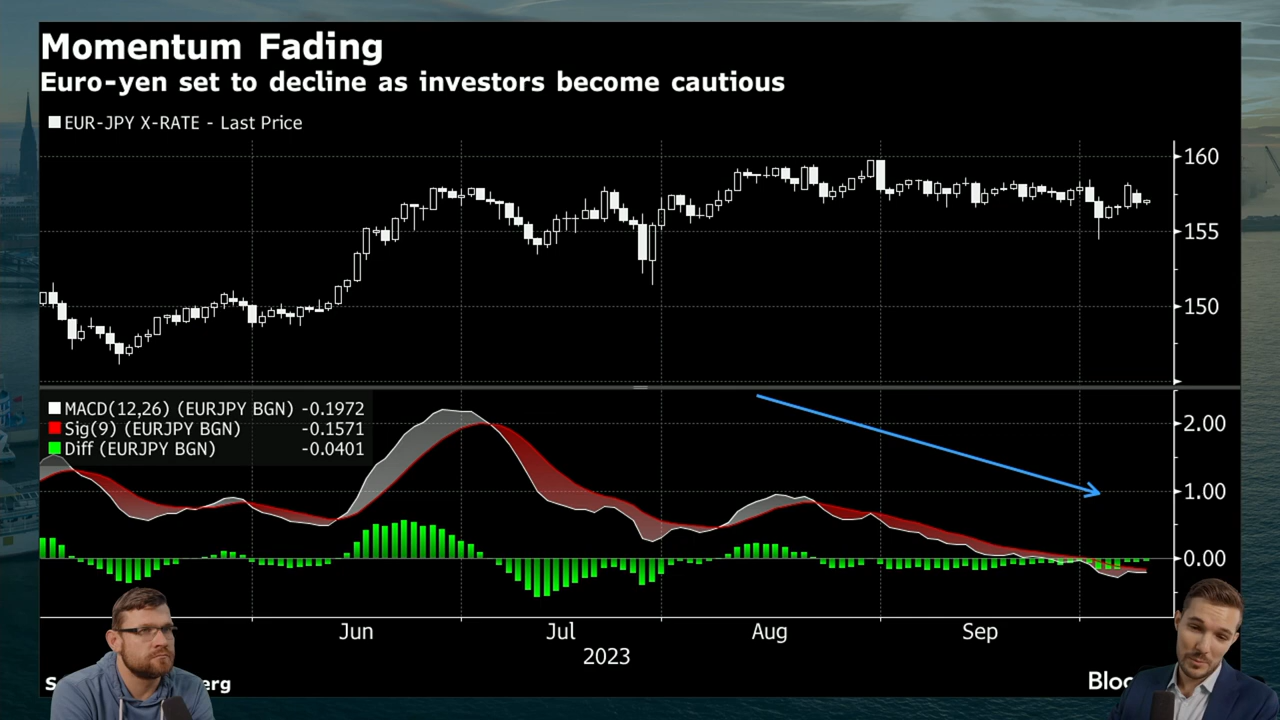 Momentum Fading
Euro-yen set to decline as investors become cautious
EUR-JPY X-RATE - Last Price
160
155
150
MACD(12,26) (EURJPY BGN) -0.1972
Sig(9) (EURJPY BGN) -0.1571
Diff (EURJPY BGN) -0.0401
2.00
1.00
0.00
Jun Jul Aug Sep
2023